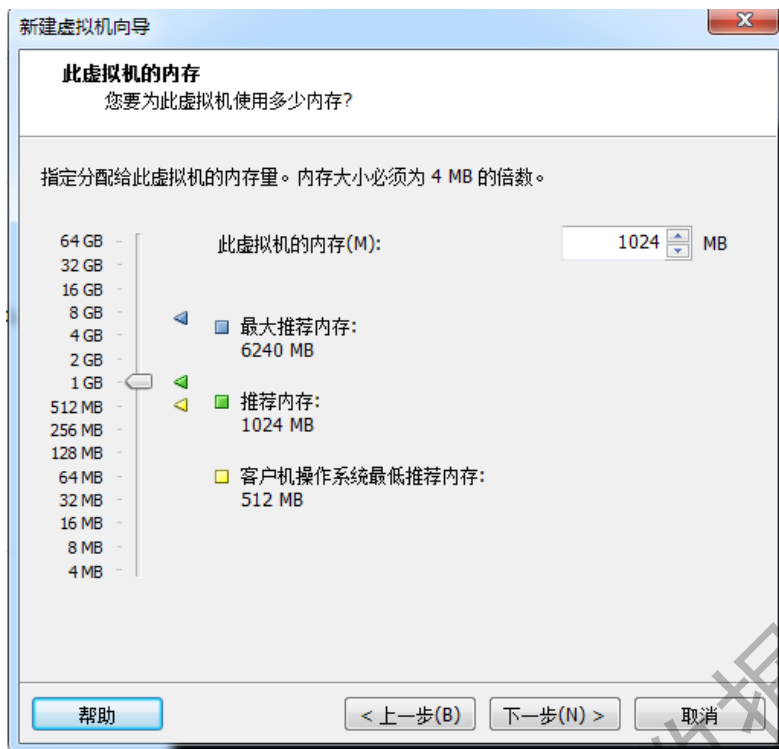 新建虚拟机向导
此虚拟机的内存
您要为此虚拟机使用多少内存?
指定分配给此虚拟机的内存量。内存大小必须为 4 MB 的倍数。
64 GB
32 GB
16 GB
8 GB
4 GB
2 GB
1 GB
512 MB
256 MB
128 MB
64 MB
32 MB
16 MB
8 MB
4 MB
此虚拟机的内存(M): 1024 MB
最大推荐内存:
6240 MB
推荐内存:
1024 MB
客户机操作系统最低推荐内存:
512 MB
帮助 < 上一步(B) 下一步(N) > 取消